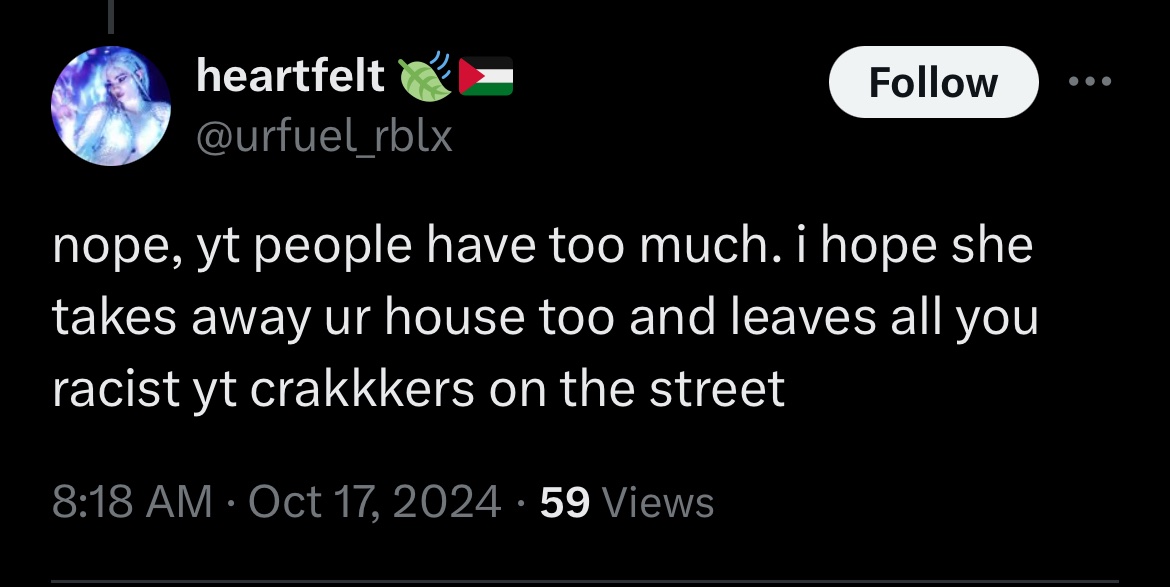 heartfelt 🍃🇵🇸
Follow
@urfuel_rblx
nope, yt people have too much. i hope she
takes away ur house too and leaves all you
racist yt crakkkers on the street
8:18 AM · Oct 17, 2024 · 59 Views